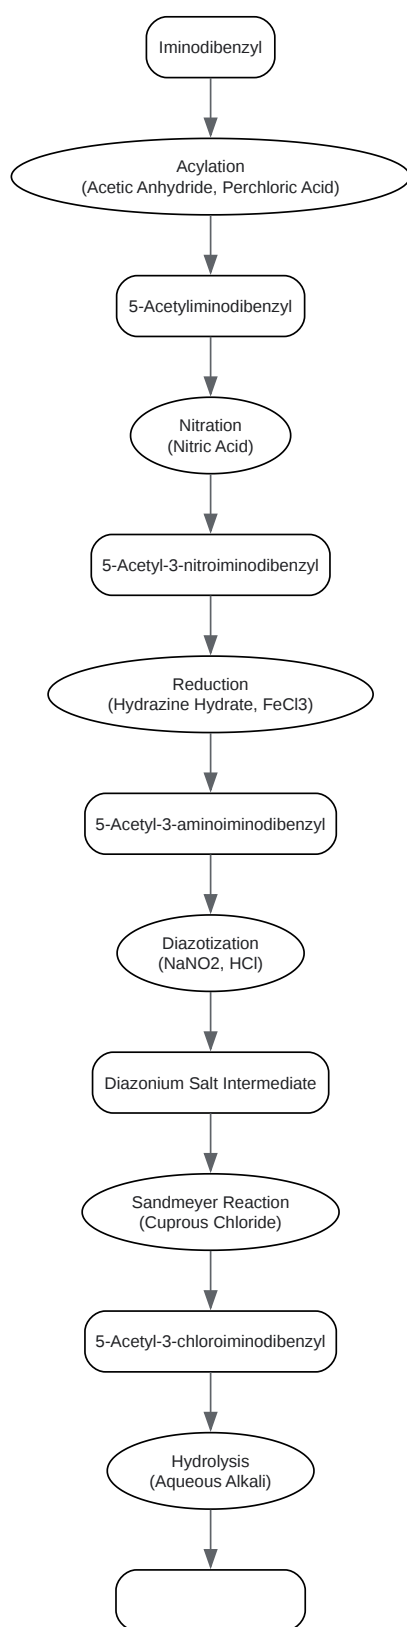 Iminodibenzyl
Acylation
(Acetic Anhydride, Perchloric Acid)
5-Acetyliminodibenzyl
Nitration
(Nitric Acid)
5-Acetyl-3-nitroiminodibenzyl
Reduction
(Hydrazine Hydrate, FeCl3)
5-Acetyl-3-aminoiminodibenzyl
Diazotization
(NaNO2, HCl)
Diazonium Salt Intermediate
Sandmeyer Reaction
(Cuprous Chloride)
5-Acetyl-3-chloroiminodibenzyl
Hydrolysis
(Aqueous Alkali)